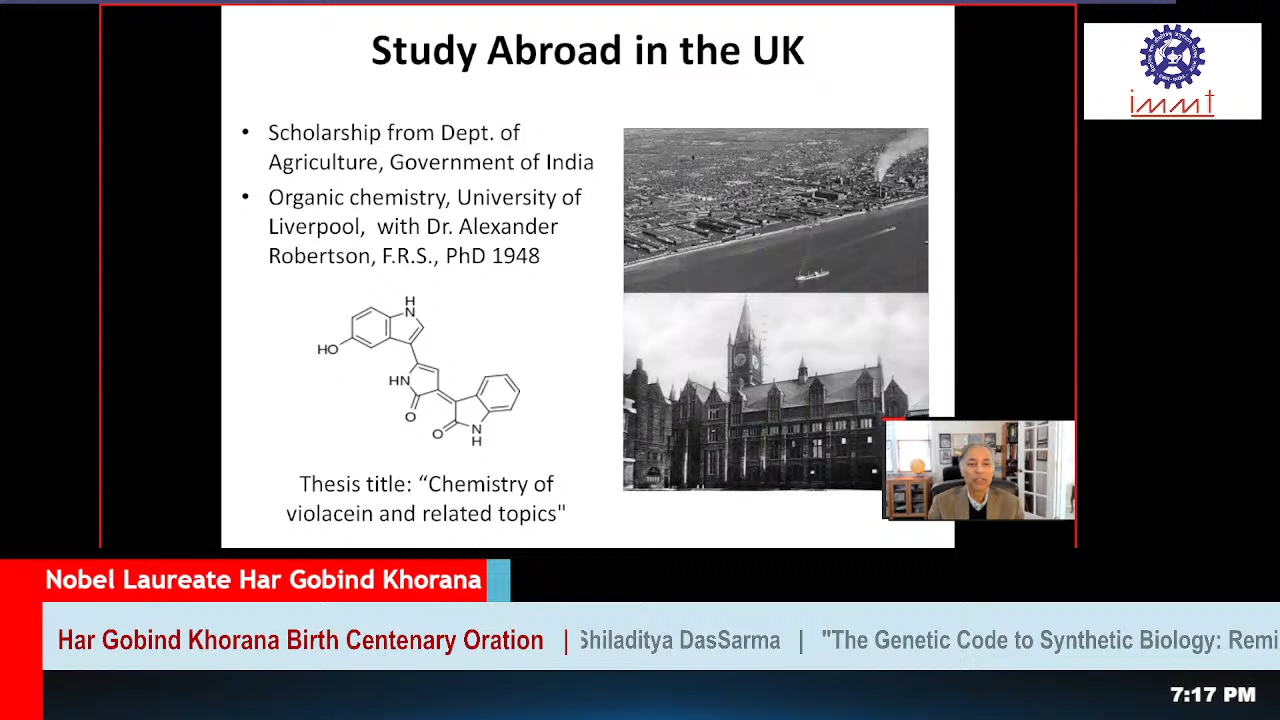 Study Abroad in the UK
• Scholarship from Dept. of
Agriculture, Government of India
• Organic chemistry, University of
Liverpool, with Dr. Alexander
Robertson, F.R.S., PhD 1948
H
N
HO
HN
O
O
N
H
Thesis title: “Chemistry of
violacein and related topics"
immt
Nobel Laureate Har Gobind Khorana
Har Gobind Khorana Birth Centenary Oration | Shiladitya DasSarma | "The Genetic Code to Synthetic Biology: Remi
7:17 PM